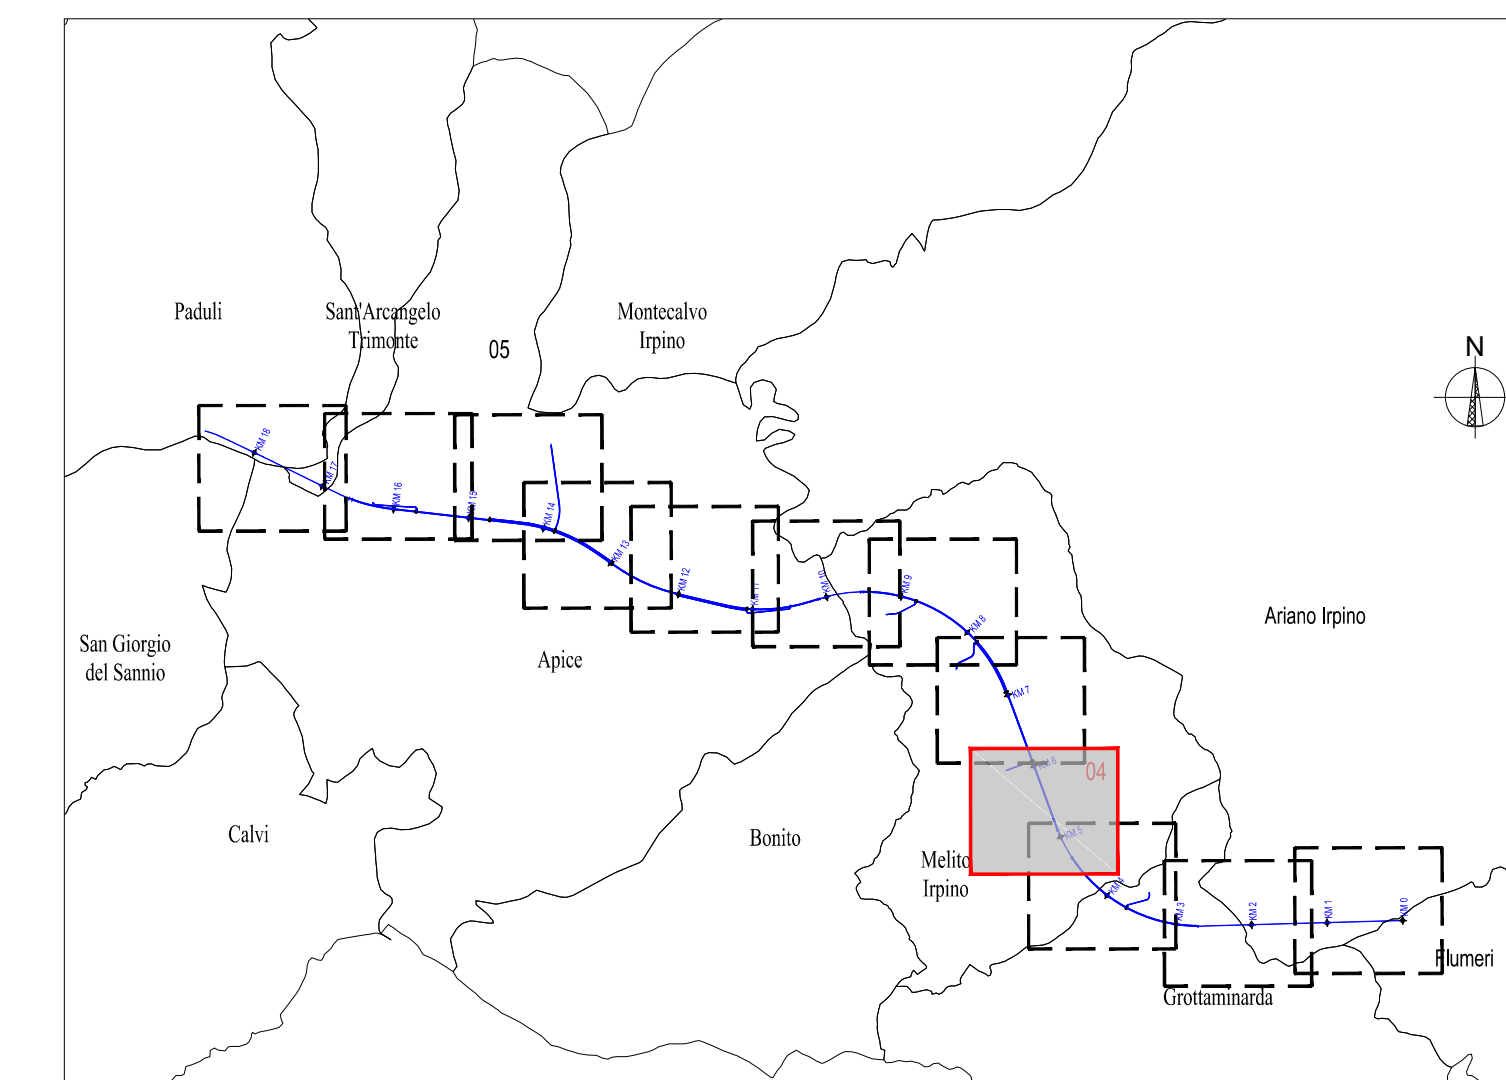 Paduli
Sant'Arcangelo
Trimonte
05
Montecalvo
Irpino
N
KM 18
KM 17
KM 16
KM 15
KM 14
KM 13
KM 12
KM 11
KM 10
KM 9
KM 8
KM 7
Ariano Irpino
San Giorgio
del Sannio
Apice
KM 6
04
KM 5
Calvi
Bonito
Melito
Irpino
KM 4
KM 3
KM 2
KM 1
KM 0
Flumeri
Grottaminarda